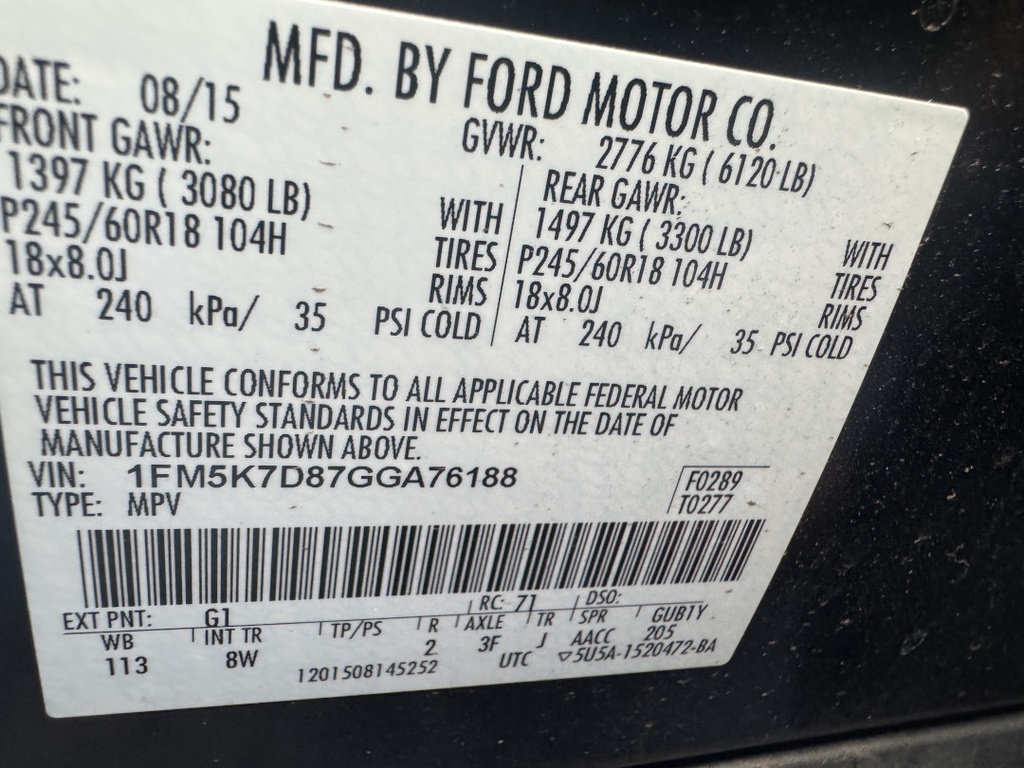 MFD. BY FORD MOTOR CO.
DATE: 08/15 GVWR: 2776 KG ( 6120 LB)
FRONT GAWR: REAR GAWR:
1397 KG ( 3080 LB) WITH 1497 KG ( 3300 LB) WITH
P245/60R18 104H TIRES P245/60R18 104H TIRES
18x8.0J RIMS 18x8.0J RIMS
AT 240 kPa/ 35 PSI COLD AT 240 kPa/ 35 PSI COLD
THIS VEHICLE CONFORMS TO ALL APPLICABLE FEDERAL MOTOR
VEHICLE SAFETY STANDARDS IN EFFECT ON THE DATE OF
MANUFACTURE SHOWN ABOVE.
VIN: 1FM5K7D87GGA76188 F0289
TYPE: MPV T0277
EXT PNT: G1 RC: 71 DSO:
WB INT TR TP/PS R AXLE TR SPR GUB1Y
113 8W 2 3F J AACC 205
1201508145252 UTC ▽5U5A-1520472-BA